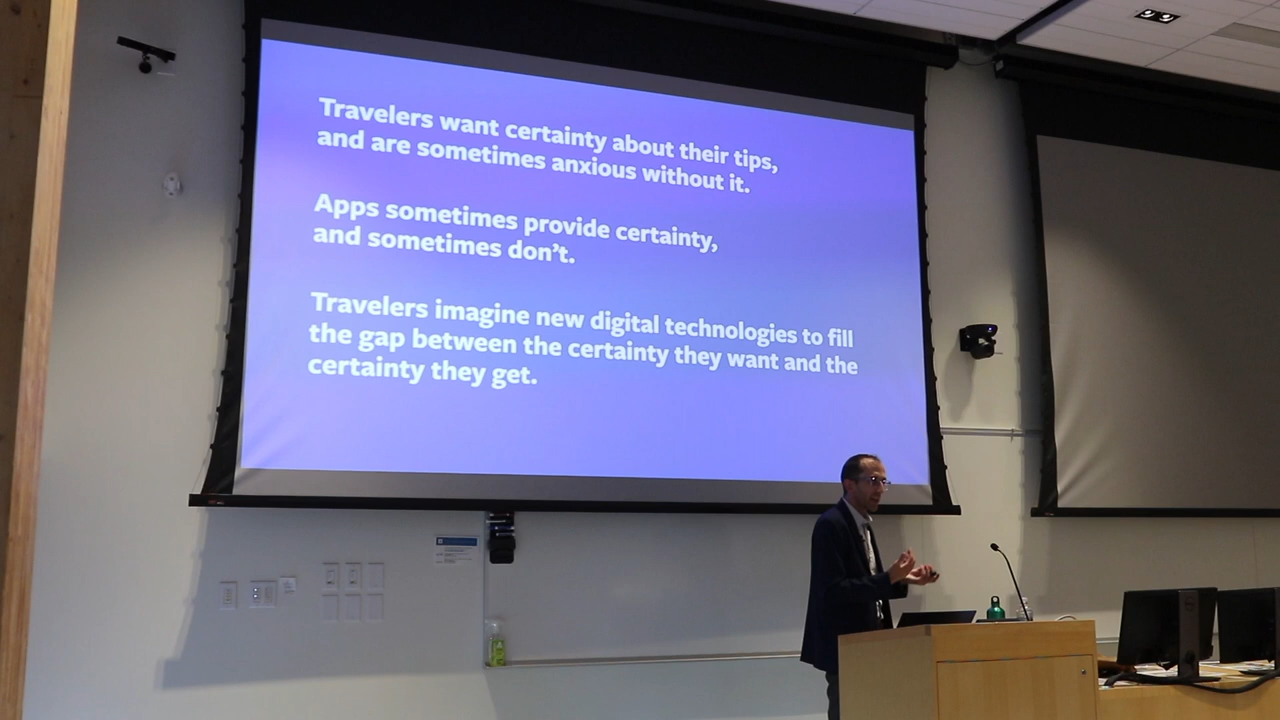 Travelers want certainty about their tips,
and are sometimes anxious without it.
Apps sometimes provide certainty,
and sometimes don't.
Travelers imagine new digital technologies to fill
the gap between the certainty they want and the
certainty they get.